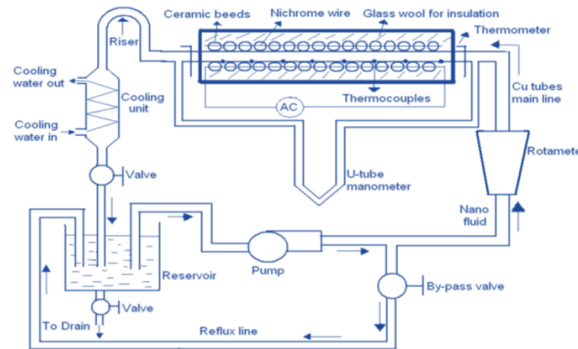 Ceramic beeds
Nichrome wire
Glass wool for insulation
Thermometer
Riser
Cooling
water out
Cooling
unit
Cooling
water in
AC
Thermocouples
Cu tubes
main line
Rotamete
Valve
U-tube
manometer
Nano
fluid
Reservoir
Pump
By-pass valve
Valve
To Drain
Reflux line